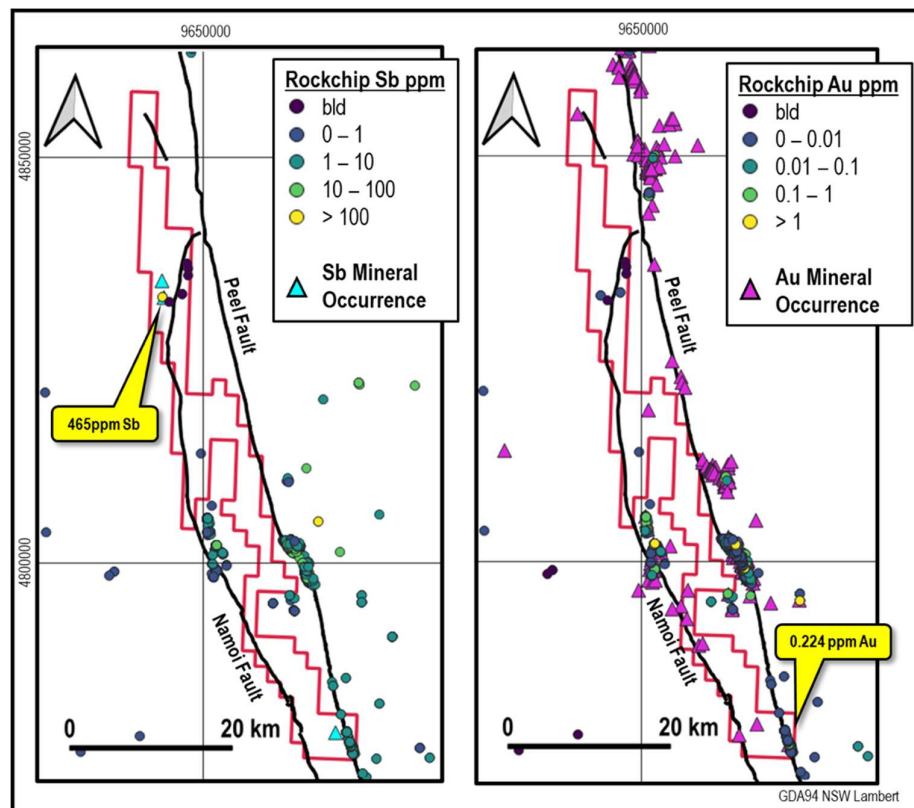 9650000
4850000
4800000
Rockchip Sb ppm
bld
0 – 1
1 – 10
10 – 100
> 100
Sb Mineral
Occurrence
Peel Fault
465ppm Sb
Namoi Fault
0
20 km
9650000
Rockchip Au ppm
bld
0 – 0.01
0.01 – 0.1
0.1 – 1
> 1
Au Mineral
Occurrence
Peel Fault
Namoi Fault
0.224 ppm Au
0
20 km
GDA94 NSW Lambert